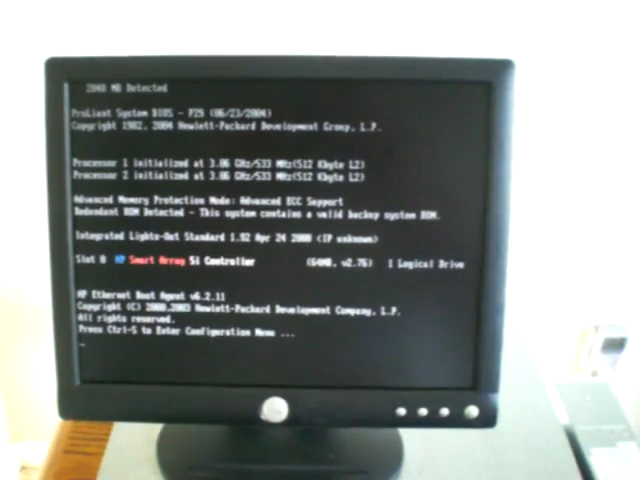 2048 MB Detected
ProLiant System BIOS - P29 (06/23/2004)
Copyright 1982, 2004 Hewlett-Packard Development Group, L.P.
Processor 1 initialized at 3.06 GHz/533 MHz(512 Kbyte L2)
Processor 2 initialized at 3.06 GHz/533 MHz(512 Kbyte L2)
Advanced Memory Protection Mode: Advanced ECC Support
Redundant ROM Detected - This system contains a valid backup system ROM.
Integrated Lights-Out Standard 1.92 Apr 24 2008 (IP unknown)
Slot 0 HP Smart Array 5i Controller (64MB, v2.76) 1 Logical Drive
HP Ethernet Boot Agent v6.2.11
Copyright (C) 2000,2003 Hewlett-Packard Development Company, L.P.
All rights reserved.
Press Ctrl-S to Enter Configuration Menu ...